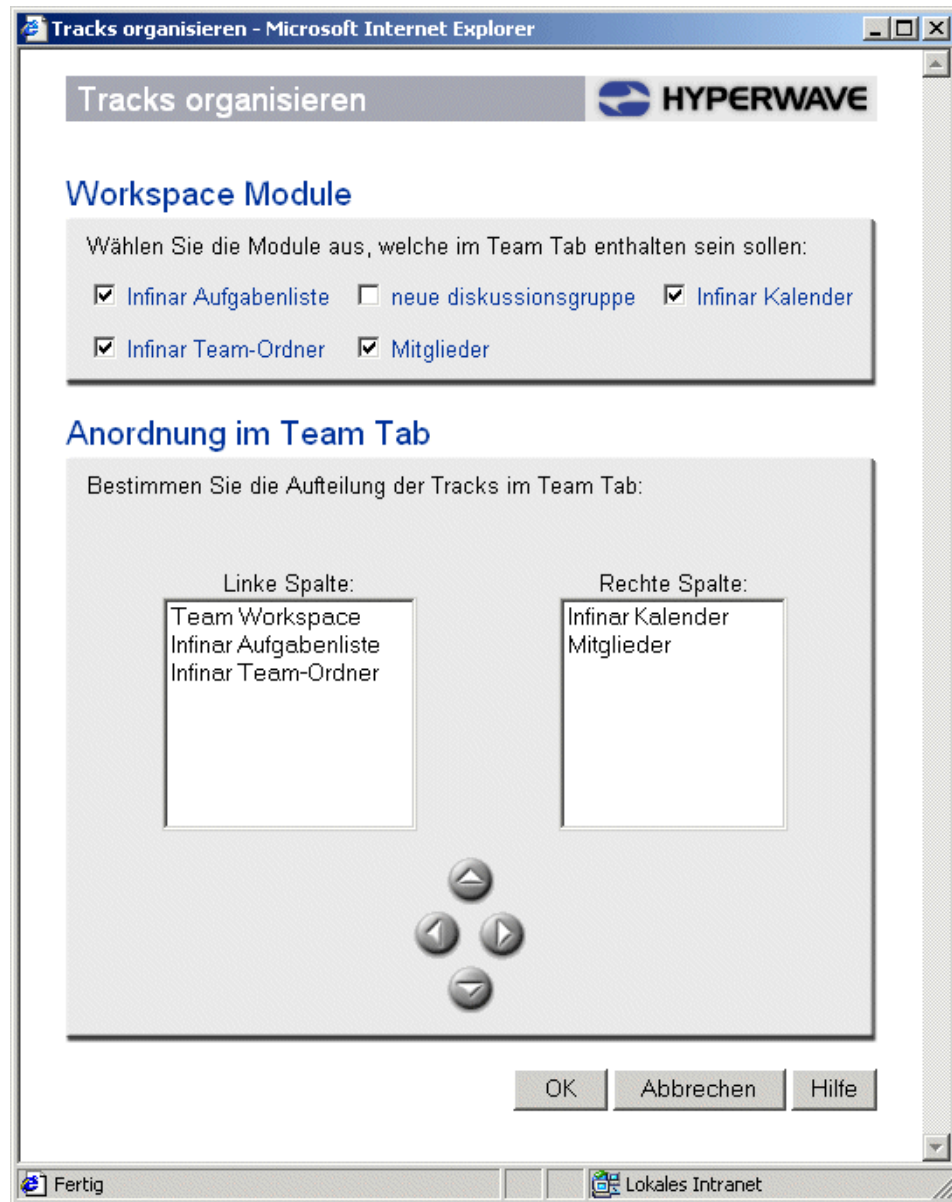 Tracks organisieren - Microsoft Internet Explorer
Tracks organisieren HYPERWAVE
Workspace Module
Wählen Sie die Module aus, welche im Team Tab enthalten sein sollen:
Infinar Aufgabenliste neue diskussionsgruppe Infinar Kalender
Infinar Team-Ordner Mitglieder
Anordnung im Team Tab
Bestimmen Sie die Aufteilung der Tracks im Team Tab:
Linke Spalte: Rechte Spalte:
Team Workspace Infinar Kalender
Infinar Aufgabenliste Mitglieder
Infinar Team-Ordner
OK Abbrechen Hilfe
Fertig Lokales Intranet